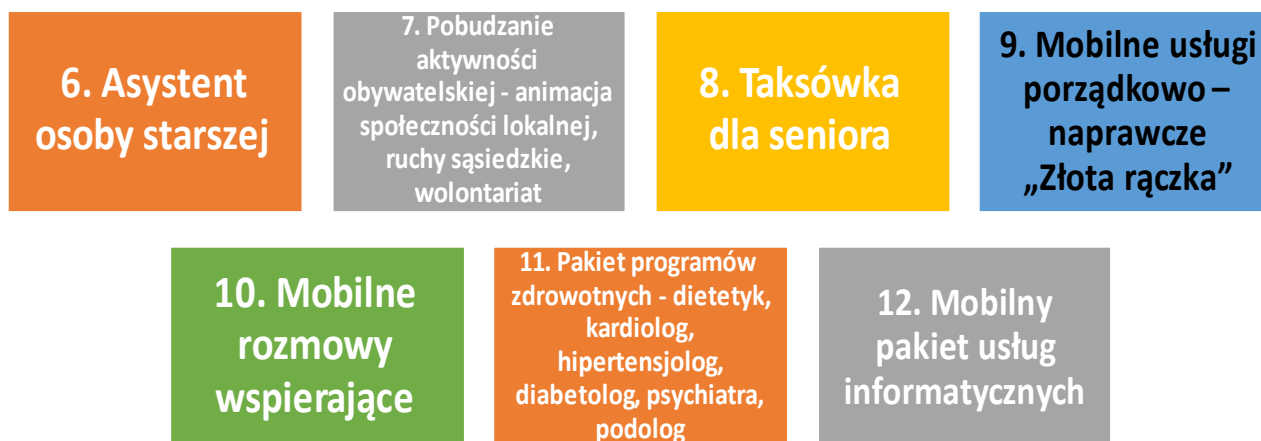 6. Asystent
osoby starszej
7. Pobudzanie
aktywności
obywatelskiej - animacja
społeczności lokalnej,
ruchy sąsiedzkie,
wolontariat
8. Taksówka
dla seniora
9. Mobilne usługi
porządkowo –
naprawcze
„Złota rączka”
10. Mobilne
rozmowy
wspierające
11. Pakiet programów
zdrowotnych - dietetyk,
kardiolog,
hipertensjolog,
diabetolog, psychiatra,
podolog
12. Mobilny
pakiet usług
informatycznych